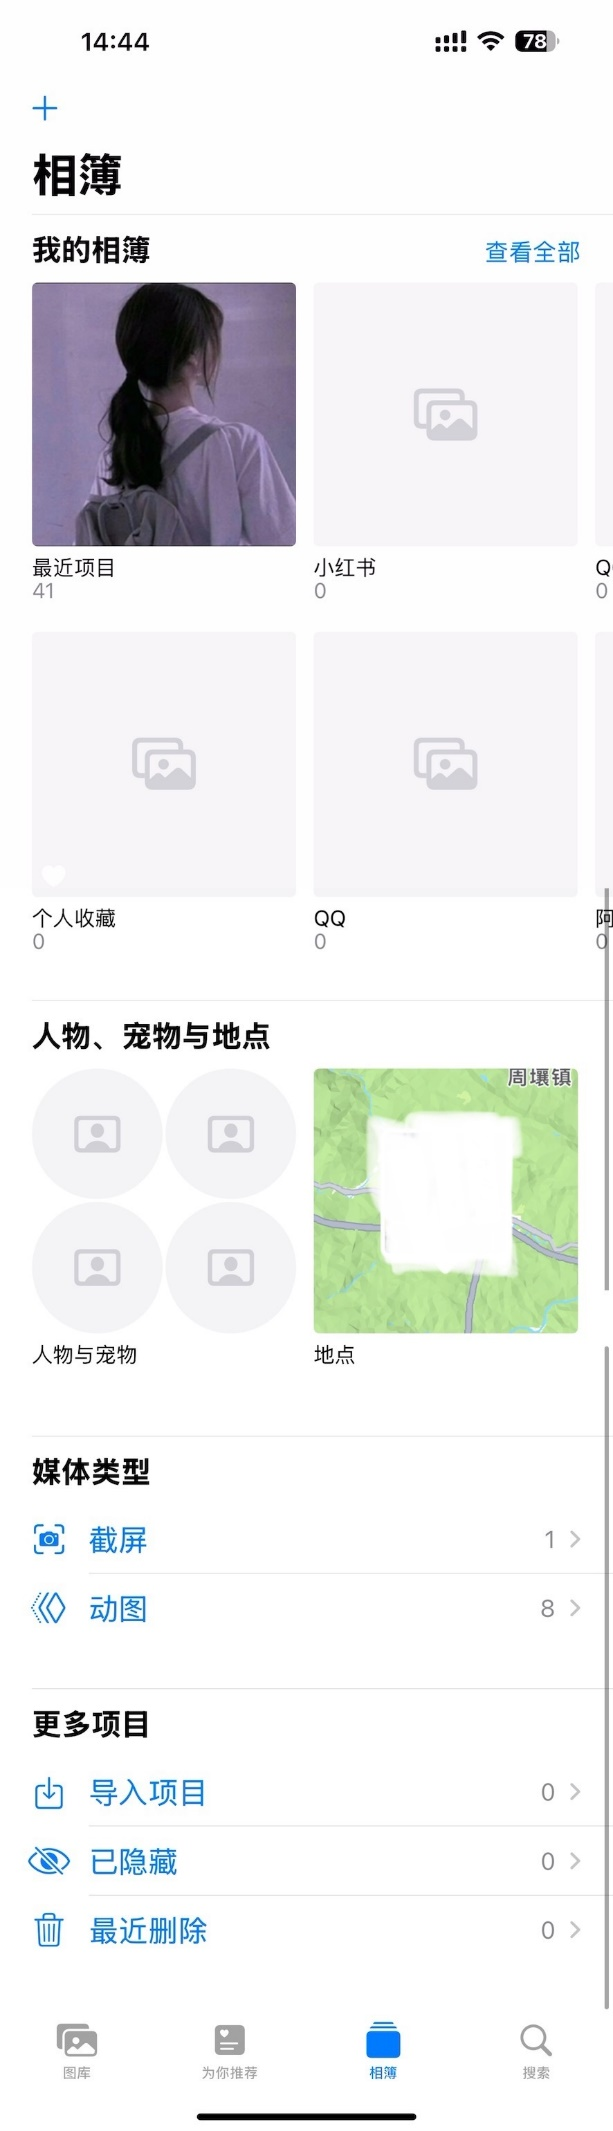 14:44
78
相簿
我的相簿
查看全部
最近项目
41
小红书
0
0
个人收藏
0
QQ
0
阿
0
人物、宠物与地点
周壤镇
人物与宠物
地点
媒体类型
截屏
1
动图
8
更多项目
导入项目
0
已隐藏
0
最近删除
0
图库
为你推荐
相簿
搜索